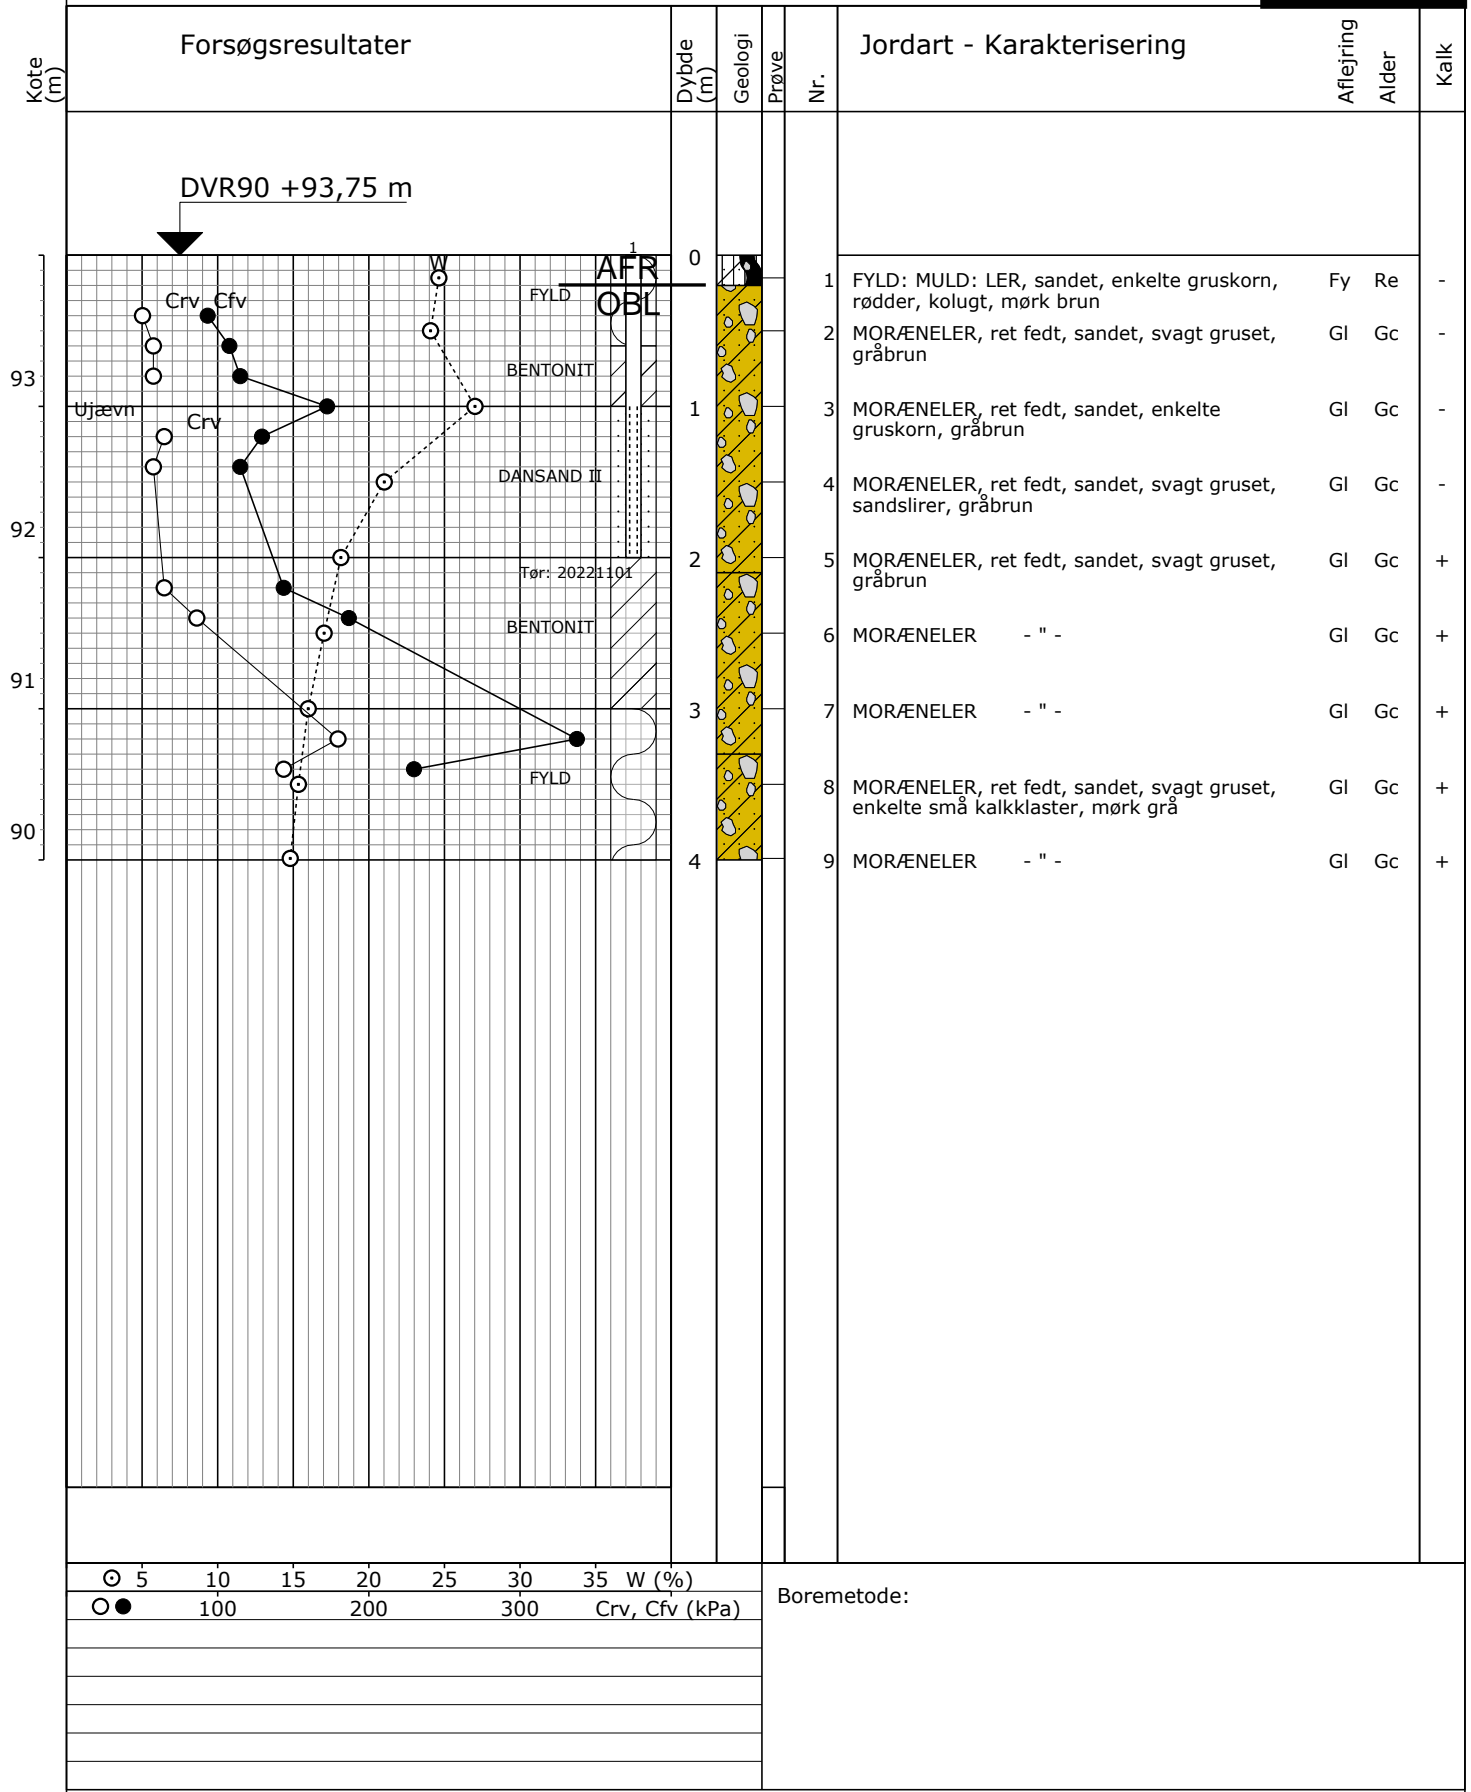 Kote
(m)
Forsøgsresultater
Dybde
(m)
Geologi
Prøve
Nr.
Jordart - Karakterisering
Aflejring
Alder
Kalk
DVR90 +93,75 m
1
W
AFR
OBL
FYLD
Crv Cfv
BENTONIT
Ujævn
Crv
DANSAND II
Tør: 20221101
BENTONIT
FYLD
93
92
91
90
0
1
2
3
4
1 FYLD: MULD: LER, sandet, enkelte gruskorn, Fy Re -
rødder, kolugt, mørk brun
2 MORÆNELER, ret fedt, sandet, svagt gruset, Gl Gc -
gråbrun
3 MORÆNELER, ret fedt, sandet, enkelte Gl Gc -
gruskorn, gråbrun
4 MORÆNELER, ret fedt, sandet, svagt gruset, Gl Gc -
sandslirer, gråbrun
5 MORÆNELER, ret fedt, sandet, svagt gruset, Gl Gc +
gråbrun
6 MORÆNELER - " - Gl Gc +
7 MORÆNELER - " - Gl Gc +
8 MORÆNELER, ret fedt, sandet, svagt gruset, Gl Gc +
enkelte små kalkklaster, mørk grå
9 MORÆNELER - " - Gl Gc +
5 10 15 20 25 30 35 W (%)
100 200 300 Crv, Cfv (kPa)
Boremetode: